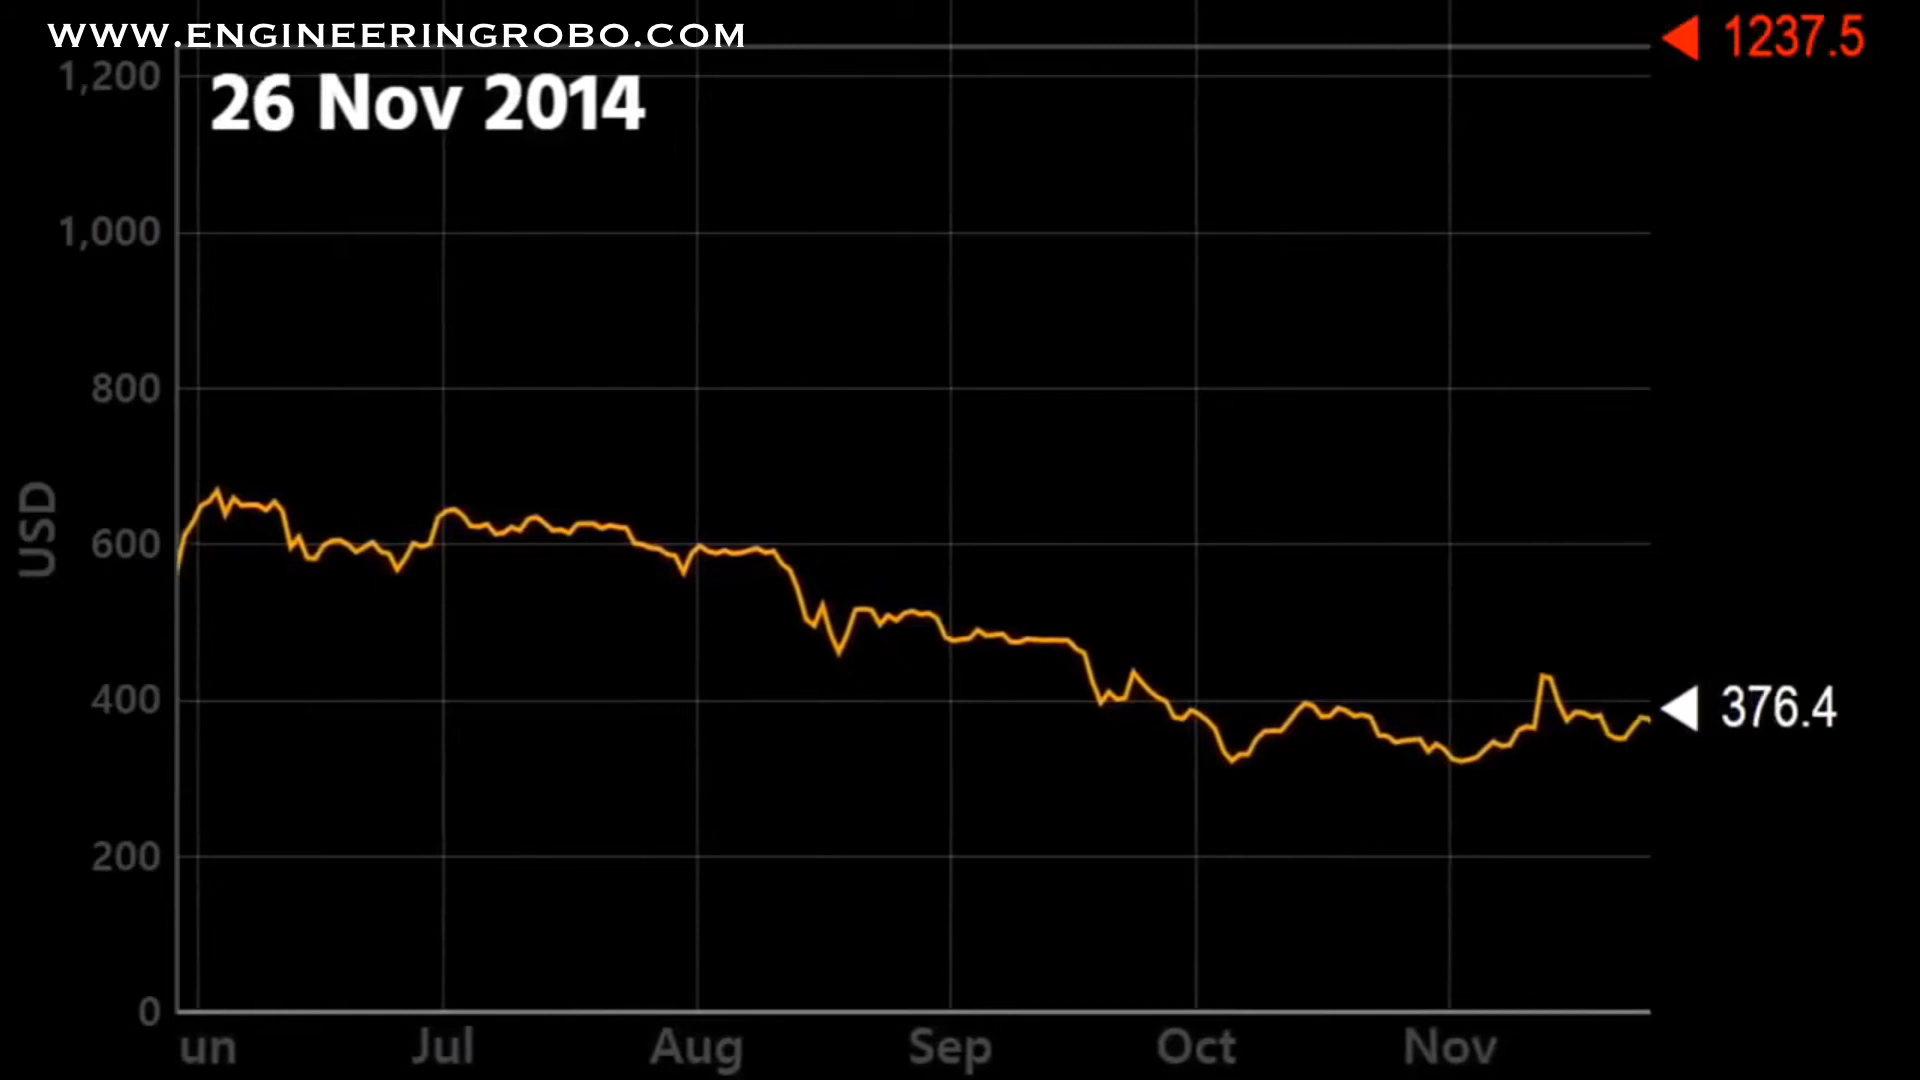 WWW.ENGINEERINGROBO.COM
1237.5
1,200
26 Nov 2014
1,000
800
USD
600
400
376.4
200
0
un
Jul
Aug
Sep
Oct
Nov